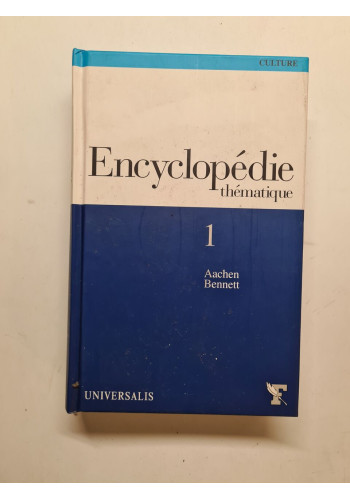 CULTURE
Encyclopédie
thématique
1
Aachen
Bennett
UNIVERSALIS
F